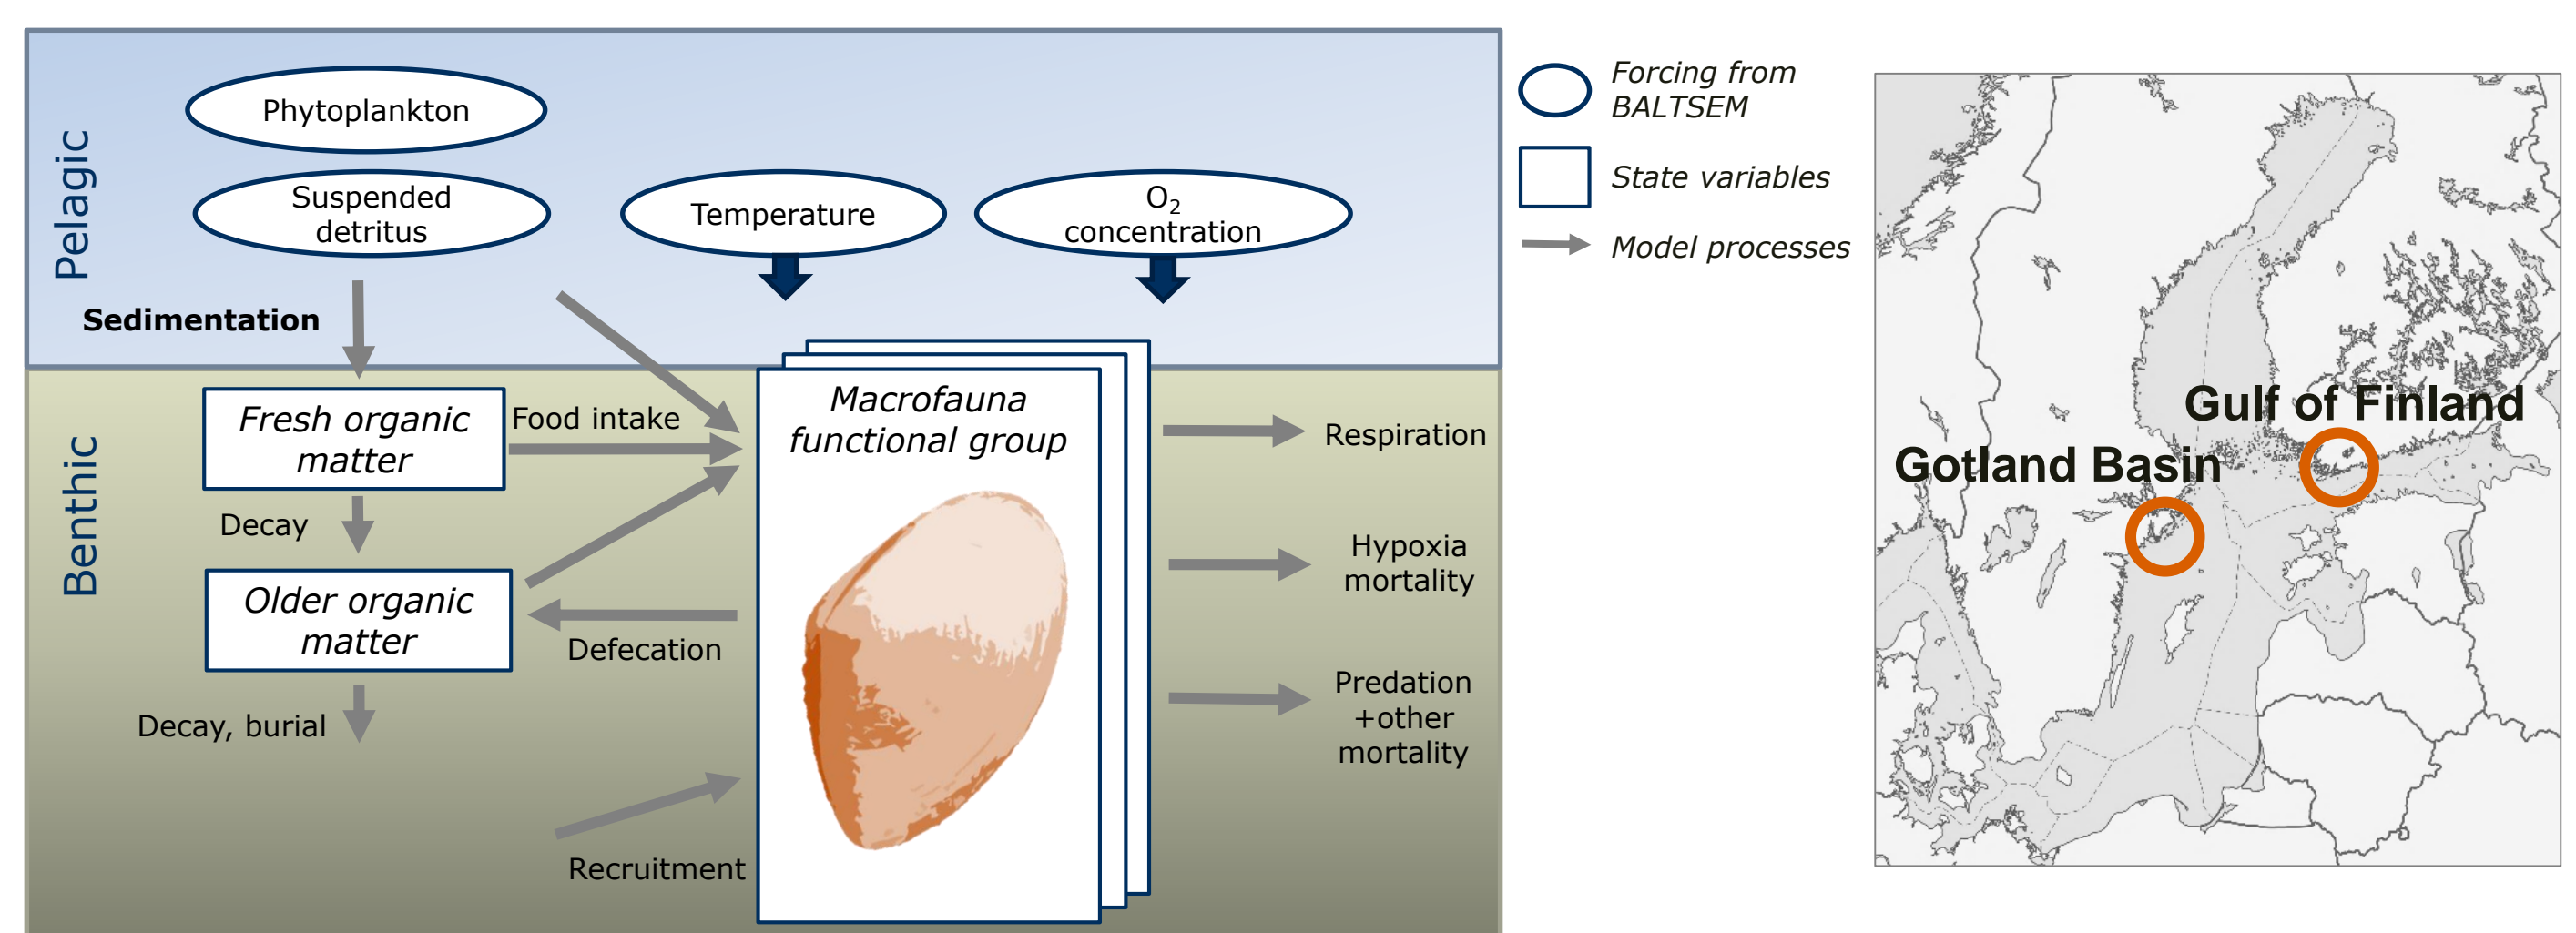 Pelagic
Phytoplankton
Suspended
detritus
Temperature
O₂
concentration
Sedimentation
Benthic
Fresh organic
matter
Food intake
Decay
Older organic
matter
Defecation
Decay, burial
Recruitment
Macrofauna
functional group
Respiration
Hypoxia
mortality
Predation
+other
mortality
Forcing from
BALTSEM
State variables
Model processes
Gulf of Finland
Gotland Basin